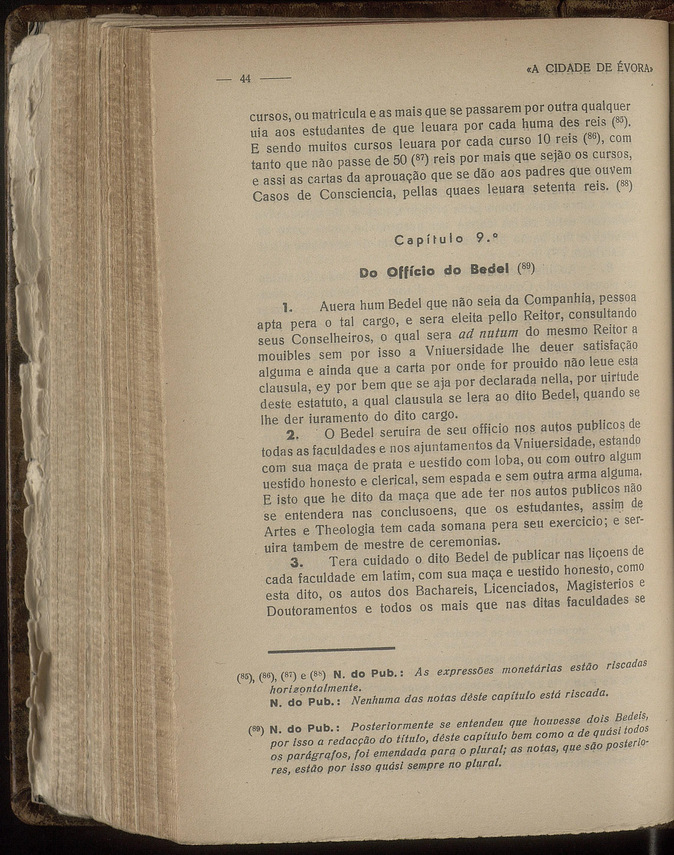 — 44 —
«A CIDADE DE ÉVORA»
cursos, ou matricula e as mais que se passarem por outra qualquer
uia aos estudantes de que leuara por cada huma des reis (⁸⁵).
E sendo muitos cursos leuara por cada curso 10 reis (⁸⁶), com
tanto que não passe de 50 (⁸⁷) reis por mais que sejão os cursos,
e assi as cartas da aprouação que se dão aos padres que ouvem
Casos de Consciencia, pellas quaes leuara setenta reis. (⁸⁸)
Capítulo 9.º
Do Offício do Bedel (⁸⁹)
1. Auera hum Bedel que não seia da Companhia, pessoa
apta pera o tal cargo, e sera eleita pello Reitor, consultando
seus Conselheiros, o qual sera ad nutum do mesmo Reitor a
mouibles sem por isso a Vniuersidade lhe deuer satisfação
alguma e ainda que a carta por onde for prouido não leue esta
clausula, ey por bem que se aja por declarada nella, por uirtude
deste estatuto, a qual clausula se lera ao dito Bedel, quando se
lhe der iuramento do dito cargo.
2. O Bedel seruira de seu officio nos autos publicos de
todas as faculdades e nos ajuntamentos da Vniuersidade, estando
com sua maça de prata e uestido com loba, ou com outro algum
uestido honesto e clerical, sem espada e sem outra arma alguma.
E isto que he dito da maça que ade ter nos autos publicos não
se entendera nas conclusoens, que os estudantes, assim de
Artes e Theologia tem cada somana pera seu exercicio; e ser-
uira tambem de mestre de ceremonias.
3. Tera cuidado o dito Bedel de publicar nas liçoens de
cada faculdade em latim, com sua maça e uestido honesto, como
esta dito, os autos dos Bachareis, Licenciados, Magisterios e
Doutoramentos e todos os mais que nas ditas faculdades se
(⁸⁵), (⁸⁶), (⁸⁷) e (⁸⁸) N. do Pub.: As expressões monetárias estão riscadas
horizontalmente.
N. do Pub.: Nenhuma das notas dêste capítulo está riscada.
(⁸⁹) N. do Pub.: Posteriormente se entendeu que houvesse dois Bedeis,
por isso a redacção do título, dêste capítulo bem como a de quási todos
os parágrafos, foi emendada para o plural; as notas, que são posterio-
res, estão por isso quási sempre no plural.